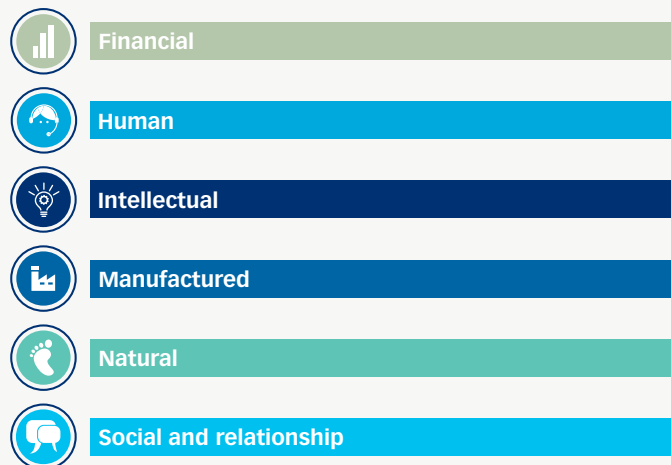 Financial
Human
Intellectual
Manufactured
Natural
Social and relationship